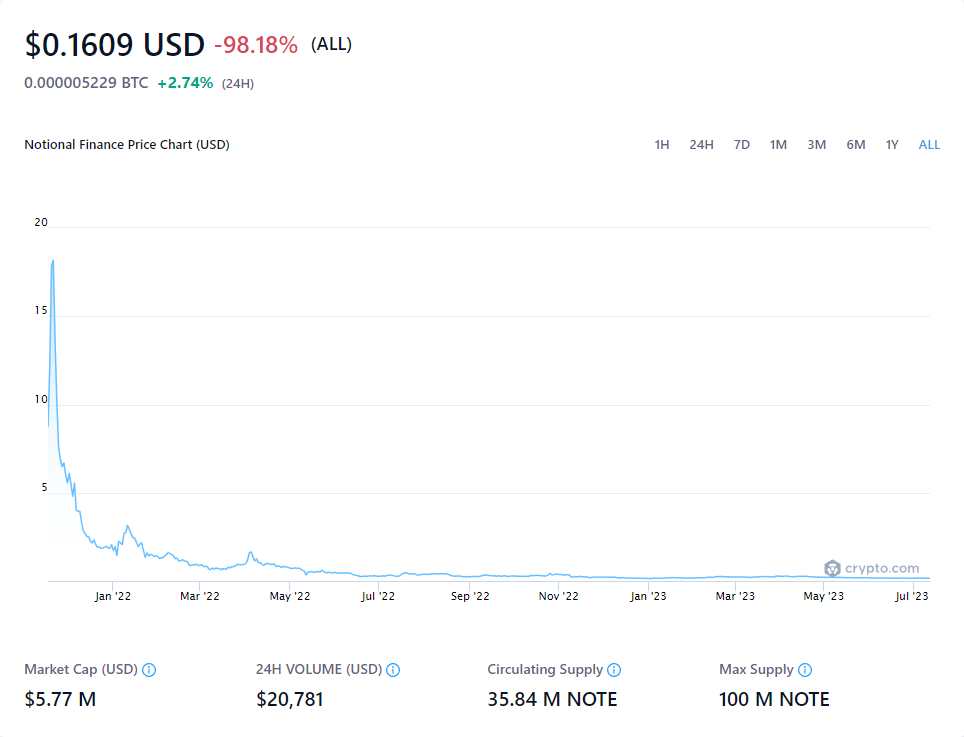 $0.1609 USD -98.18% (ALL)
0.000005229 BTC +2.74% (24H)
Notional Finance Price Chart (USD) 1H 24H 7D 1M 3M 6M 1Y ALL
20
15
10
5
crypto.com
Jan '22 Mar '22 May '22 Jul '22 Sep '22 Nov '22 Jan '23 Mar '23 May '23 Jul '23
Market Cap (USD) 24H VOLUME (USD) Circulating Supply Max Supply
$5.77 M $20,781 35.84 M NOTE 100 M NOTE